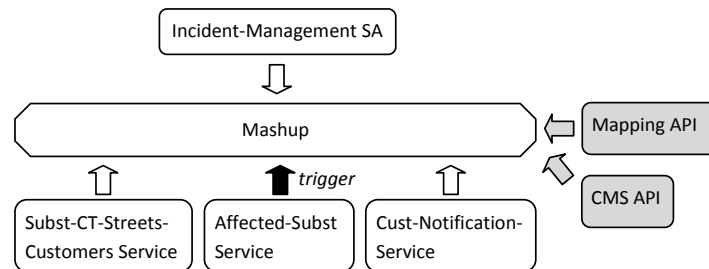 Incident-Management SA
Mashup
Mapping API
trigger
CMS API
Subst-CT-Streets-
Customers Service
Affected-Subst
Service
Cust-Notification-
Service